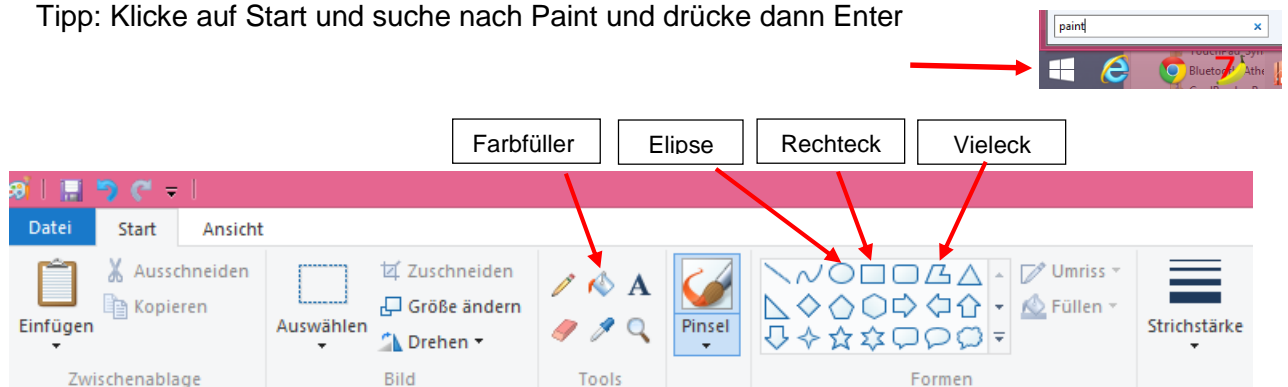 Tipp: Klicke auf Start und suche nach Paint und drücke dann Enter
paint
Farbfüller Elipse Rechteck Vieleck
Datei Start Ansicht
Ausschneiden
Kopieren
Einfügen
Zwischenablage
Auswählen
Zuschneiden
Größe ändern
Drehen
Bild
A
Tools
Pinsel
Formen
Umriss
Füllen
Strichstärke